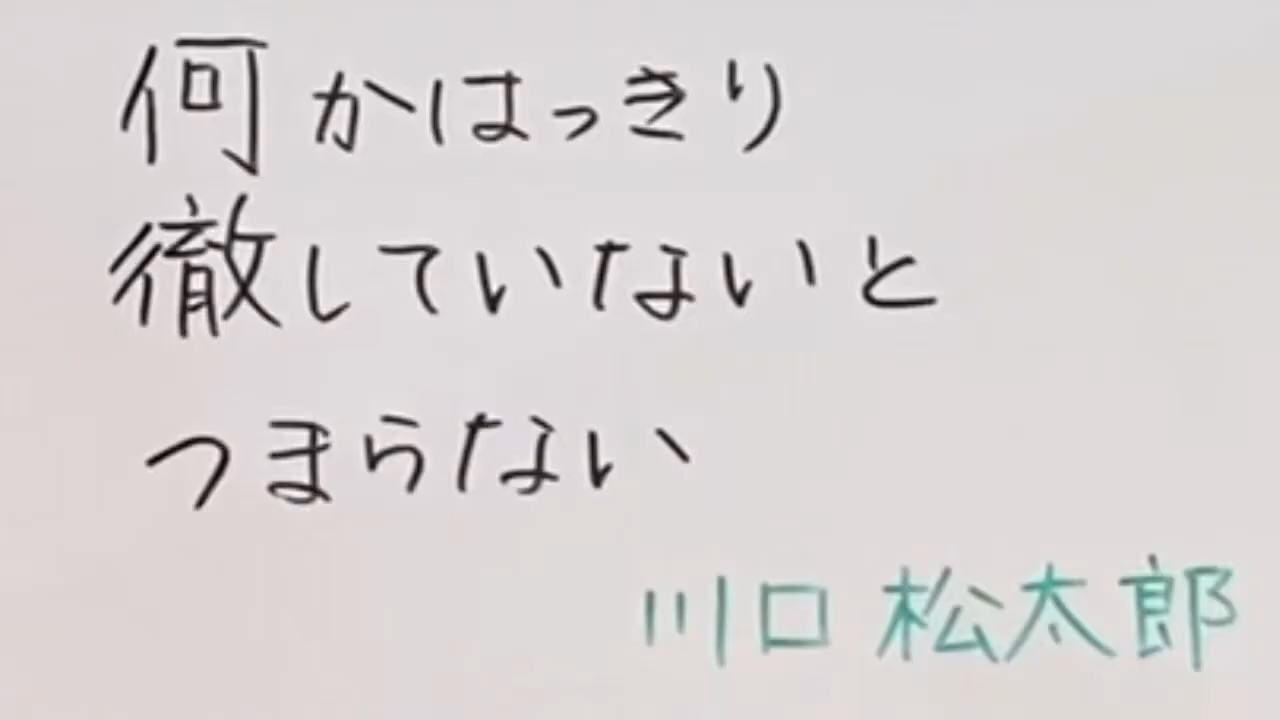 何かはっきり
徹していないと
つまらない
川口 松太郎